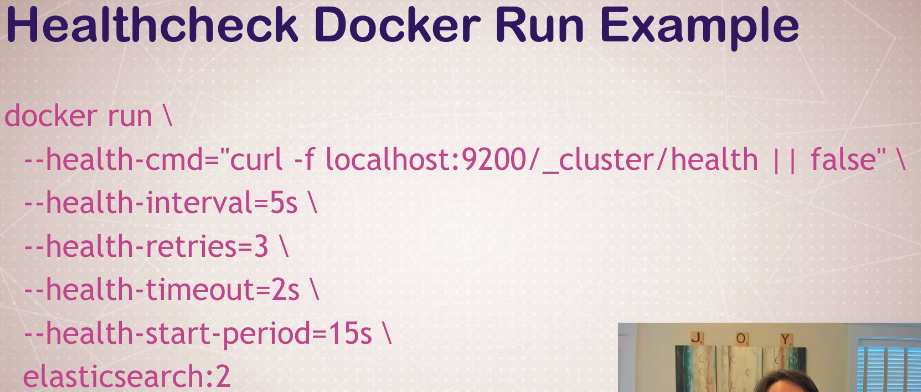 Healthcheck Docker Run Example
docker run \
--health-cmd="curl -f localhost:9200/_cluster/health || false" \
--health-interval=5s \
--health-retries=3 \
--health-timeout=2s \
--health-start-period=15s \
elasticsearch:2
J O Y